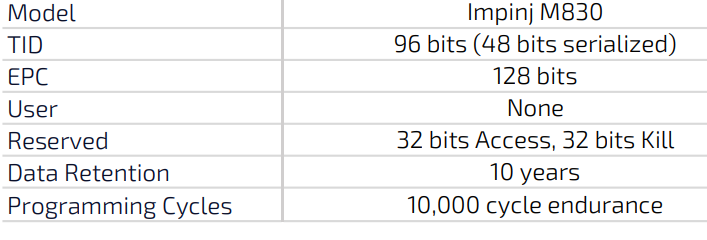 Model Impinj M830
TID 96 bits (48 bits serialized)
EPC 128 bits
User None
Reserved 32 bits Access, 32 bits Kill
Data Retention 10 years
Programming Cycles 10,000 cycle endurance